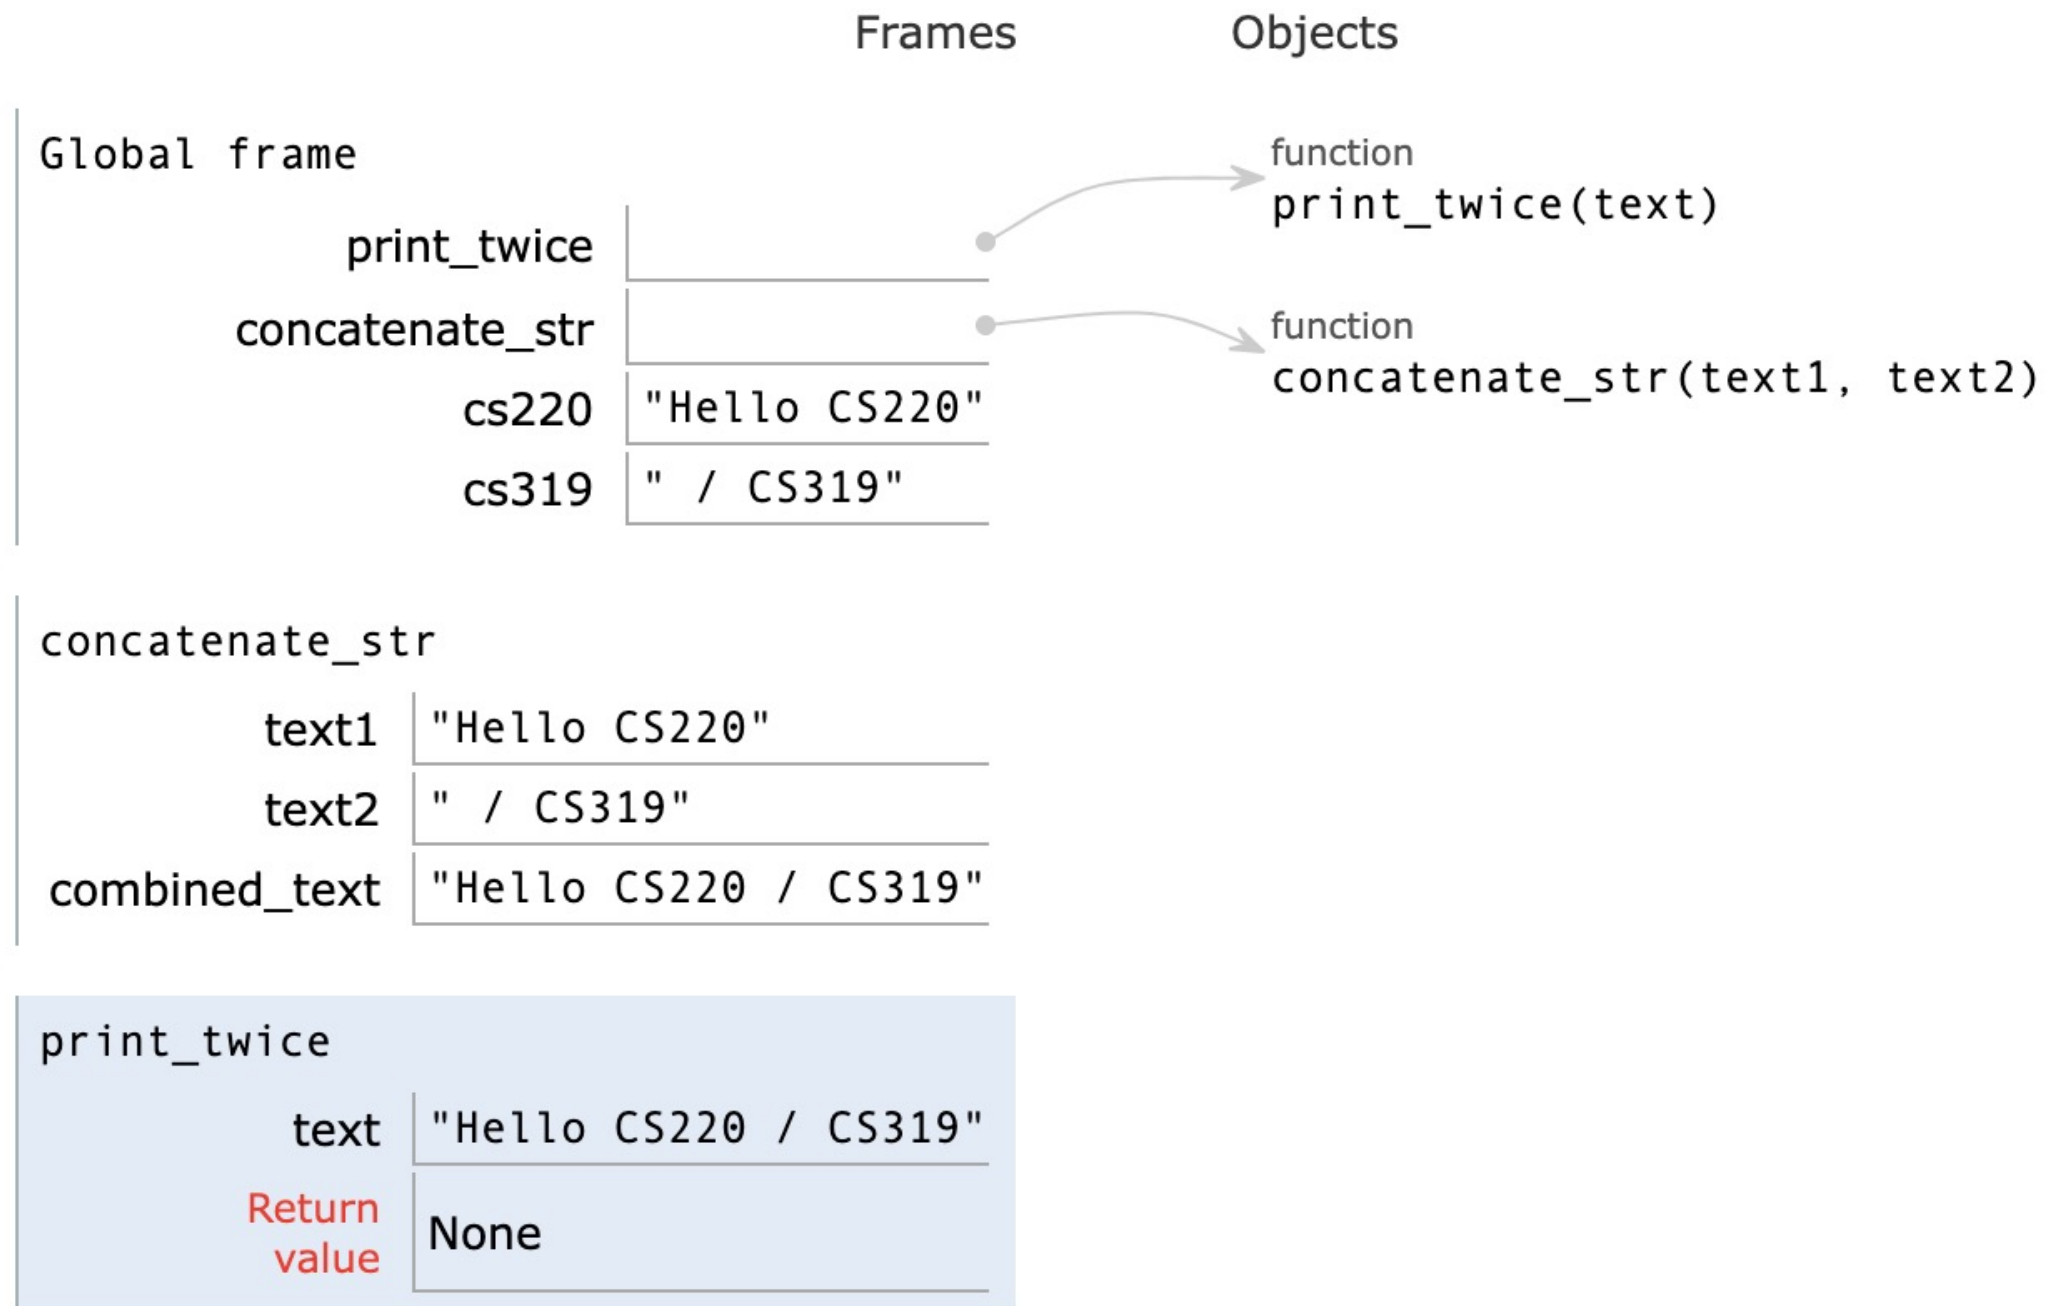 Frames Objects
Global frame
function
print_twice(text)
print_twice
function
concatenate_str(text1, text2)
concatenate_str
cs220 "Hello CS220"
cs319 " / CS319"
concatenate_str
text1 "Hello CS220"
text2 " / CS319"
combined_text "Hello CS220 / CS319"
print_twice
text "Hello CS220 / CS319"
Return
value
None